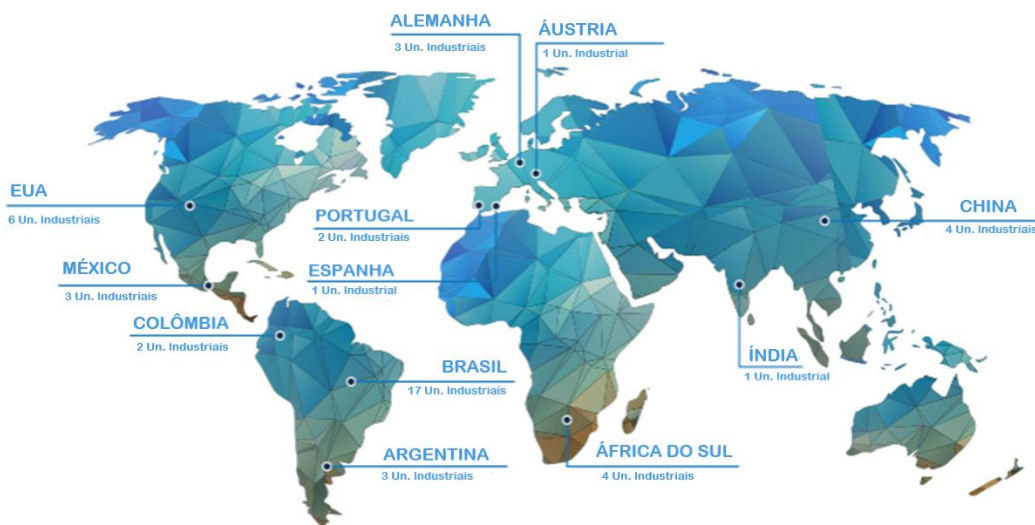 ALEMANHA
3 Un. Industriais
ÁUSTRIA
1 Un. Industrial
EUA
6 Un. Industriais
PORTUGAL
2 Un. Industriais
CHINA
4 Un. Industriais
MÉXICO
3 Un. Industriais
ESPANHA
1 Un. Industrial
COLÔMBIA
2 Un. Industriais
ÍNDIA
1 Un. Industrial
BRASIL
17 Un. Industriais
ARGENTINA
3 Un. Industriais
ÁFRICA DO SUL
4 Un. Industriais